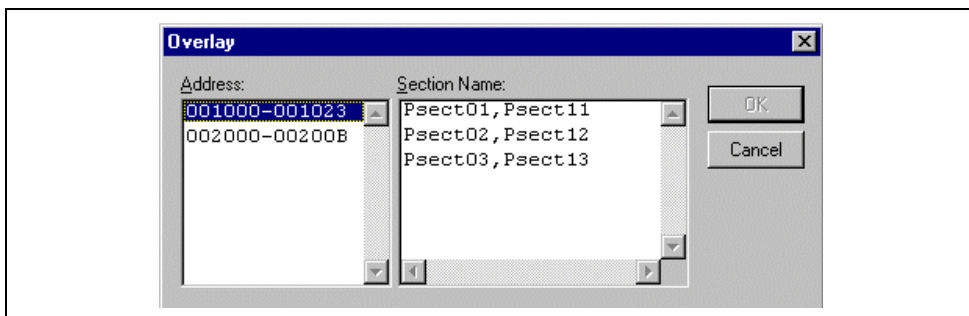 Overlay
Address:
Section Name:
001000-001023
002000-00200B
Psect01,Psect11
Psect02,Psect12
Psect03,Psect13
OK
Cancel